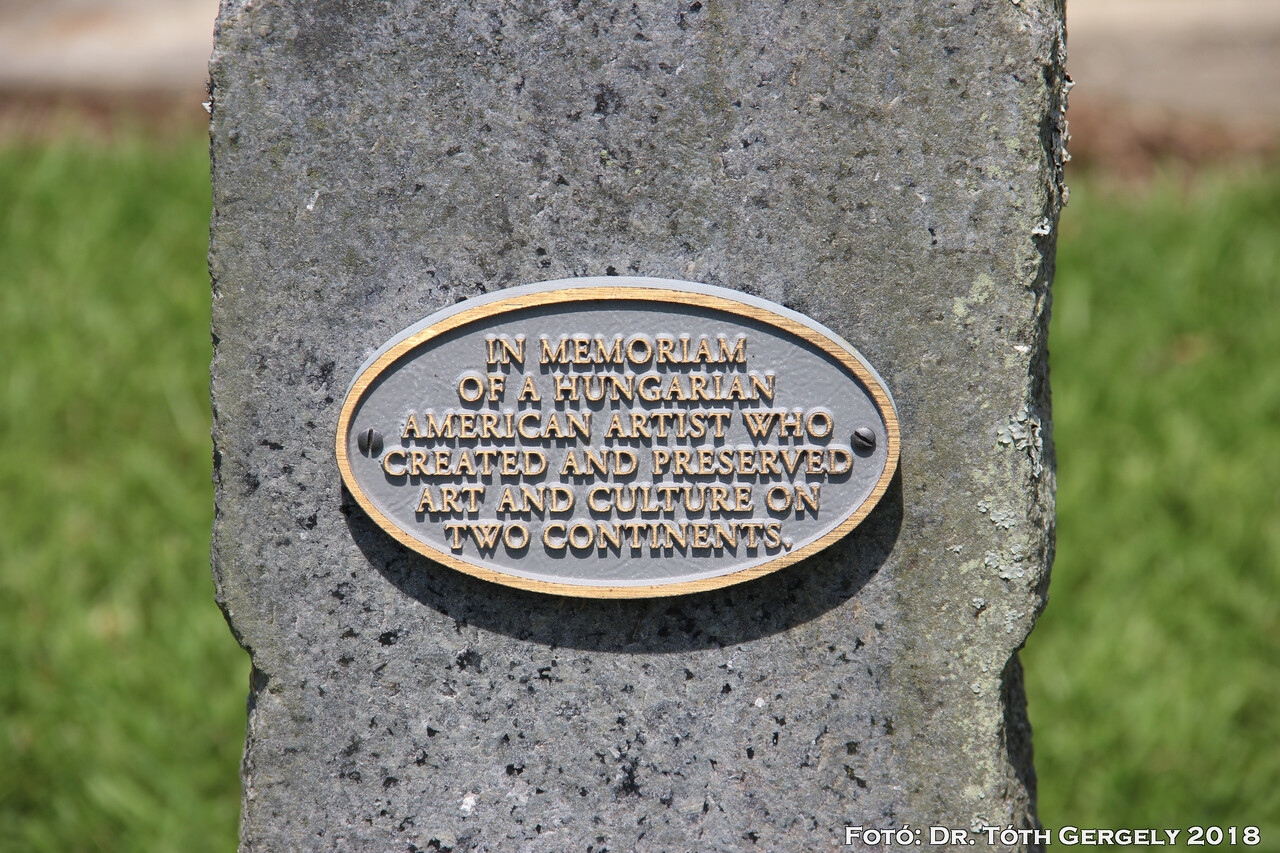 IN MEMORIAM
OF A HUNGARIAN
AMERICAN ARTIST WHO
CREATED AND PRESERVED
ART AND CULTURE ON
TWO CONTINENTS.
FOTÓ: DR. TÓTH GERGELY 2018